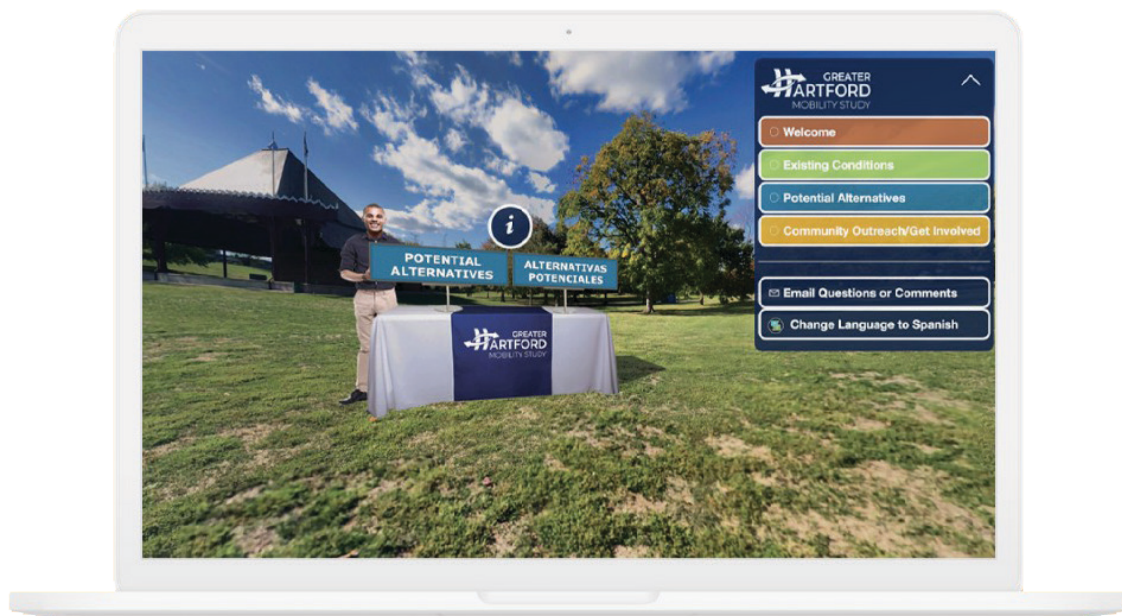 GREATER
HARTFORD
MOBILITY STUDY
Welcome
Existing Conditions
Potential Alternatives
Community Outreach/Get Involved
Email Questions or Comments
Change Language to Spanish
i
POTENTIAL
ALTERNATIVES
ALTERNATIVAS
POTENCIALES
GREATER
HARTFORD
MOBILITY STUDY